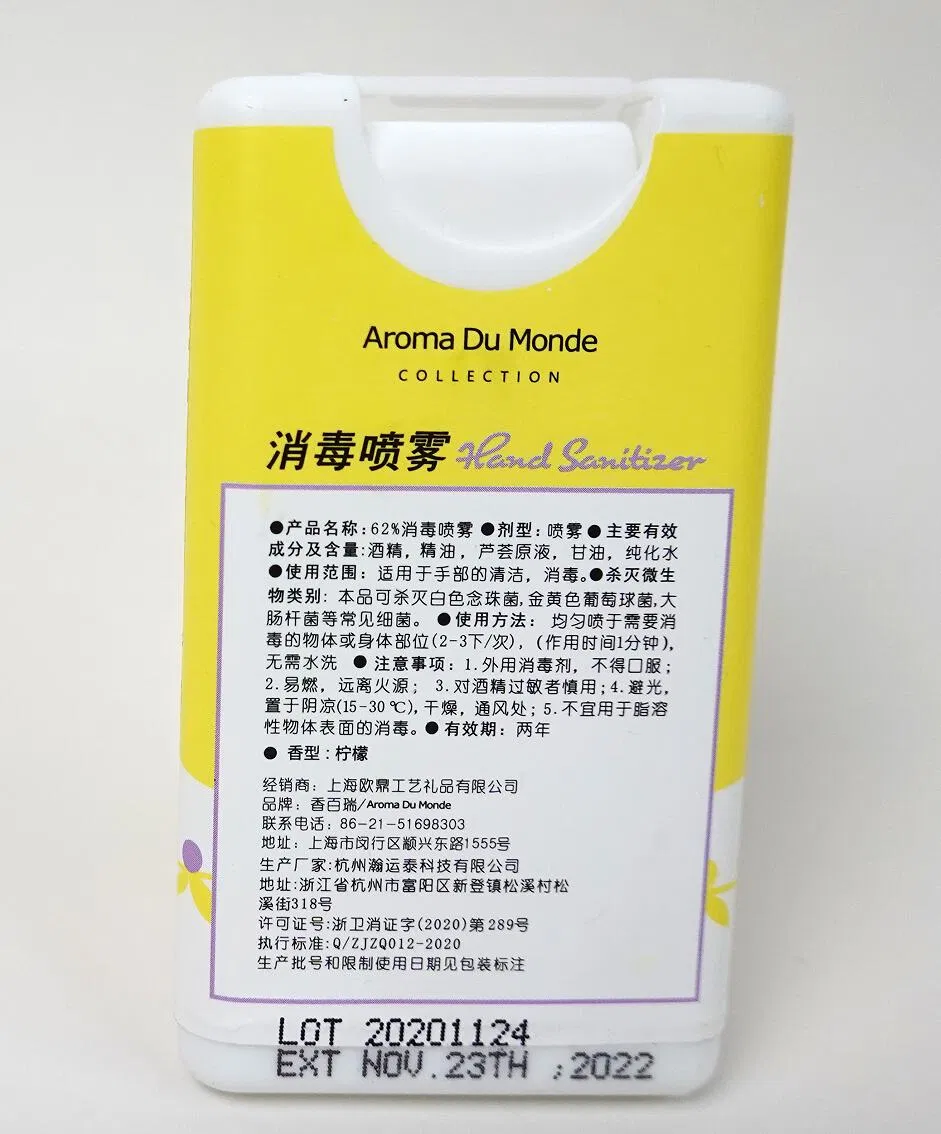 Aroma Du Monde
COLLECTION
消毒喷雾 Hand Sanitizer
●产品名称：62%消毒喷雾 ●剂型：喷雾 ● 主要有效
成分及含量:酒精，精油，芦荟原液，甘油，纯化水
●使用范围：适用于手部的清洁，消毒。●杀灭微生
物类别：本品可杀灭白色念珠菌,金黄色葡萄球菌,大
肠杆菌等常见细菌。 ●使用方法： 均匀喷于需要消
毒的物体或身体部位(2-3下/次)，(作用时间1分钟)，
无需水洗 ● 注意事项：1.外用消毒剂，不得口服；
2.易燃，远离火源； 3.对酒精过敏者慎用；4.避光，
置于阴凉(15-30℃),干燥，通风处；5.不宜用于脂溶
性物体表面的消毒。●有效期：两年
● 香型：柠檬
经销商：上海欧鼎工艺礼品有限公司
品牌：香百瑞/Aroma Du Monde
联系电话：86-21-51698303
地址：上海市闵行区颛兴东路1555号
生产厂家:杭州瀚运泰科技有限公司
地址:浙江省杭州市富阳区新登镇松溪村松
溪街318号
许可证号:浙卫消证字(2020)第289号
执行标准:Q/ZJZQ012-2020
生产批号和限制使用日期见包装标注
LOT 20201124
EXT NOV.23TH ;2022